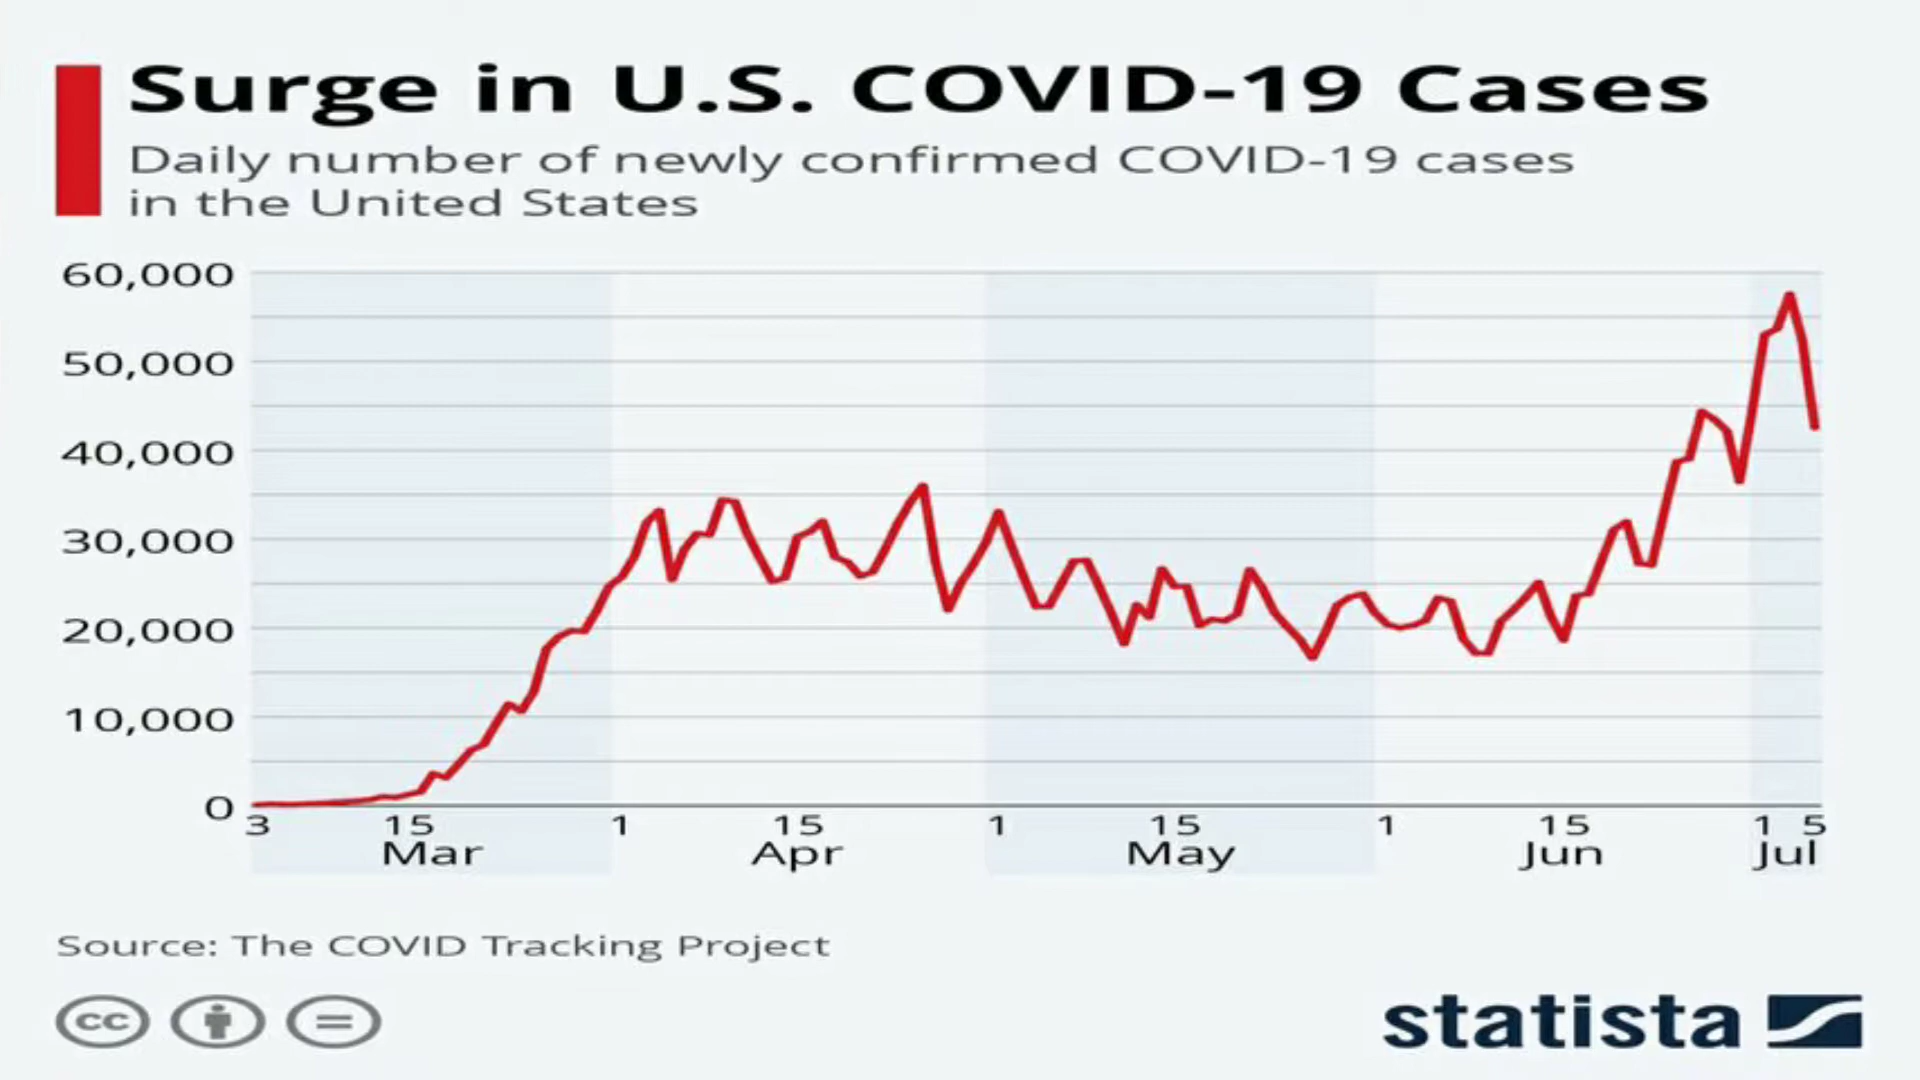 Surge in U.S. COVID-19 Cases
Daily number of newly confirmed COVID-19 cases
in the United States
60,000
50,000
40,000
30,000
20,000
10,000
0
3 15 1 15 1 15 1 15 1 5
Mar Apr May Jun Jul
Source: The COVID Tracking Project
cc
statista